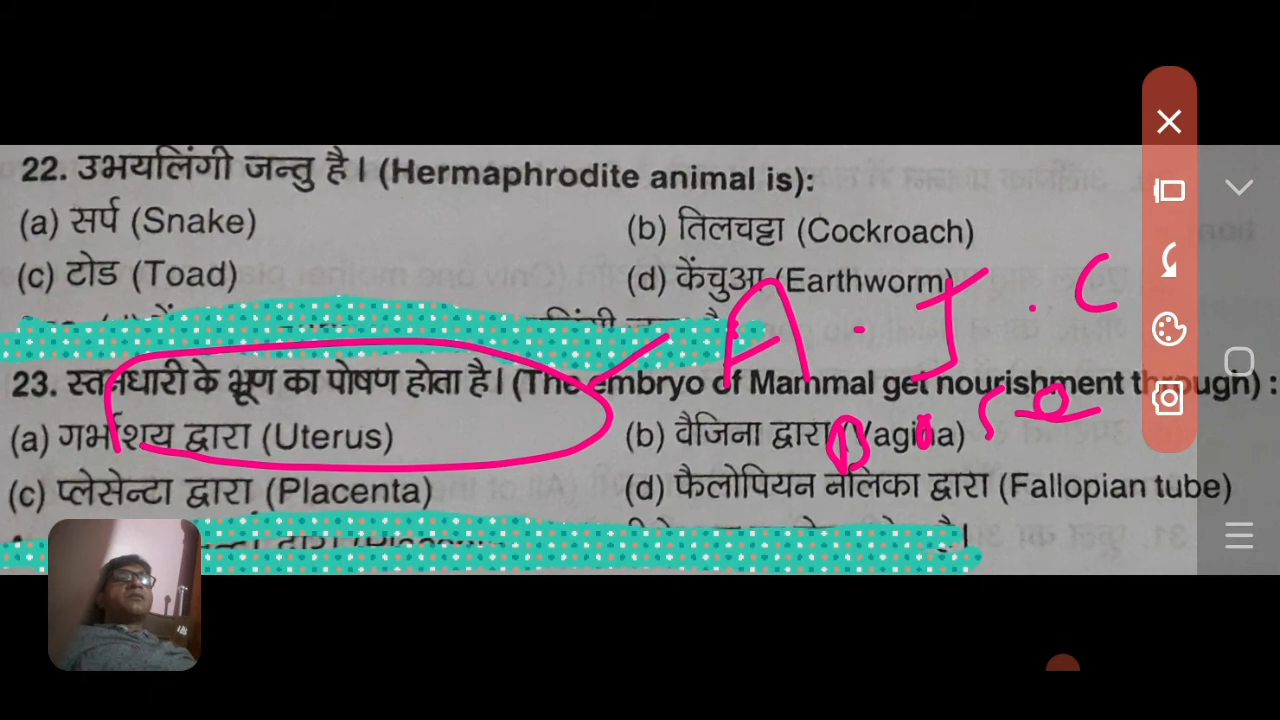 22. उभयलिंगी जन्तु है। (Hermaphrodite animal is):
(a) सर्प (Snake)
(b) तिलचट्टा (Cockroach)
(c) टोड (Toad)
(d) केंचुआ (Earthworm)
A.I.C
23. स्तनधारी के भ्रूण का पोषण होता है। (The embryo of Mammal get nourishment through) :
(a) गर्भाशय द्वारा (Uterus)
(b) वैजिना द्वारा (Vagina)
(c) प्लेसेन्टा द्वारा (Placenta)
(d) फैलोपियन नलिका द्वारा (Fallopian tube)
है।